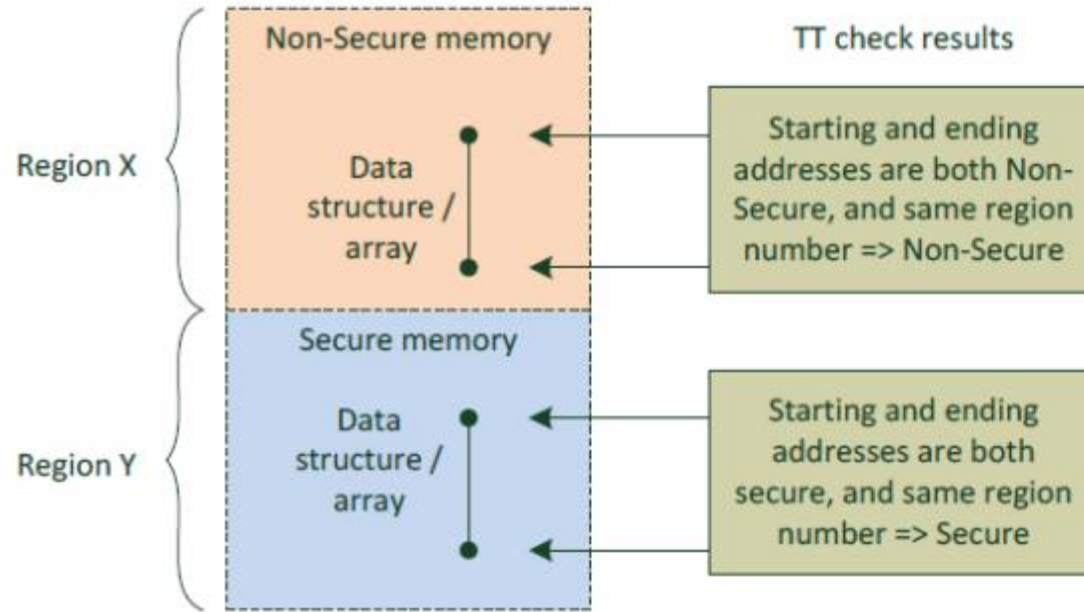 Non-Secure memory
TT check results
Region X
Data
structure /
array
Starting and ending
addresses are both Non-
Secure, and same region
number => Non-Secure
Secure memory
Region Y
Data
structure /
array
Starting and ending
addresses are both
secure, and same region
number => Secure